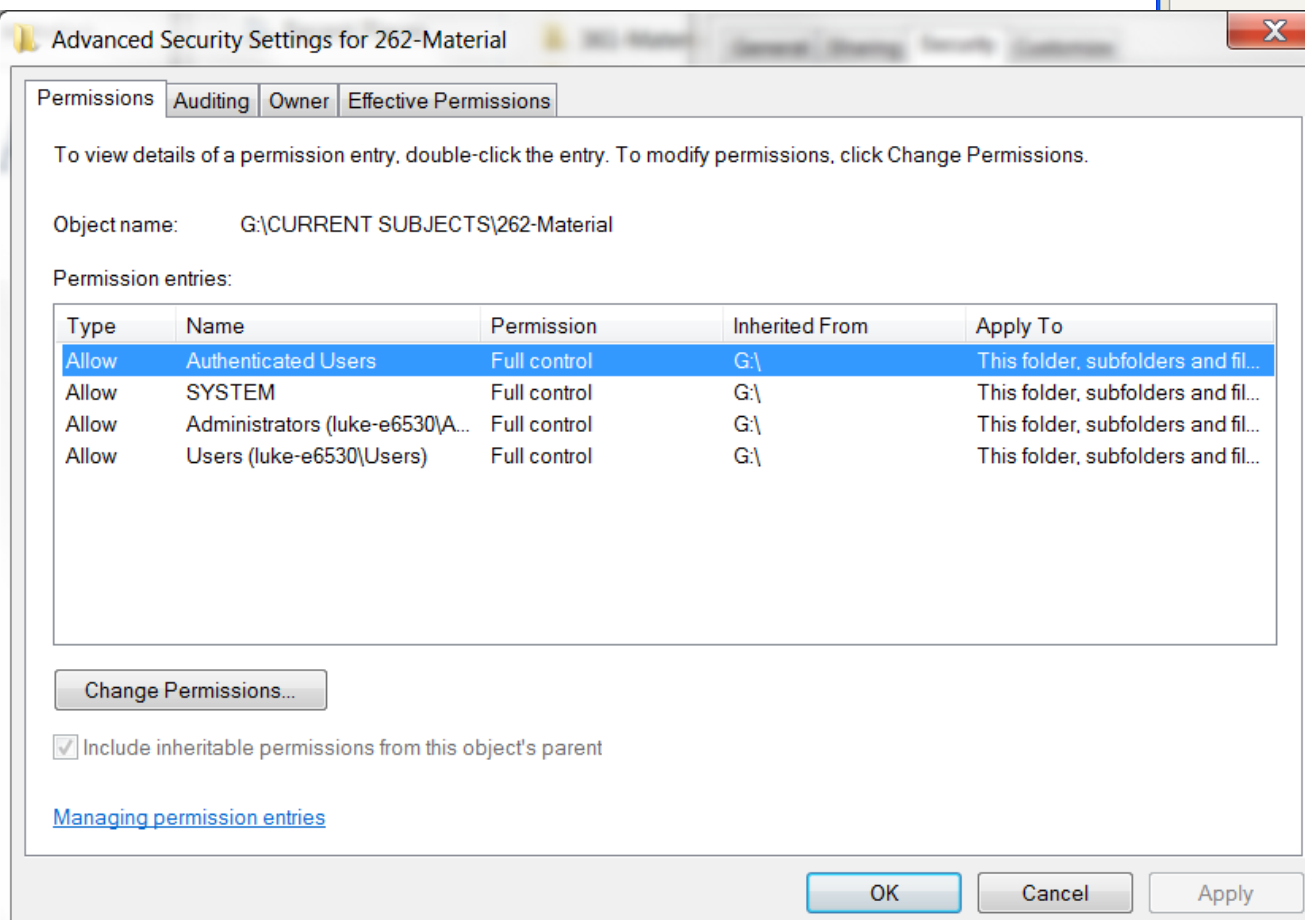 Advanced Security Settings for 262-Material
General Sharing Security Customize
Permissions Auditing Owner Effective Permissions
To view details of a permission entry, double-click the entry. To modify permissions, click Change Permissions.
Object name: G:\CURRENT SUBJECTS\262-Material
Permission entries:
Type Name Permission Inherited From Apply To
Allow Authenticated Users Full control G:\ This folder, subfolders and fil...
Allow SYSTEM Full control G:\ This folder, subfolders and fil...
Allow Administrators (luke-e6530\A... Full control G:\ This folder, subfolders and fil...
Allow Users (luke-e6530\Users) Full control G:\ This folder, subfolders and fil...
Change Permissions...
Include inheritable permissions from this object's parent
Managing permission entries
OK Cancel Apply